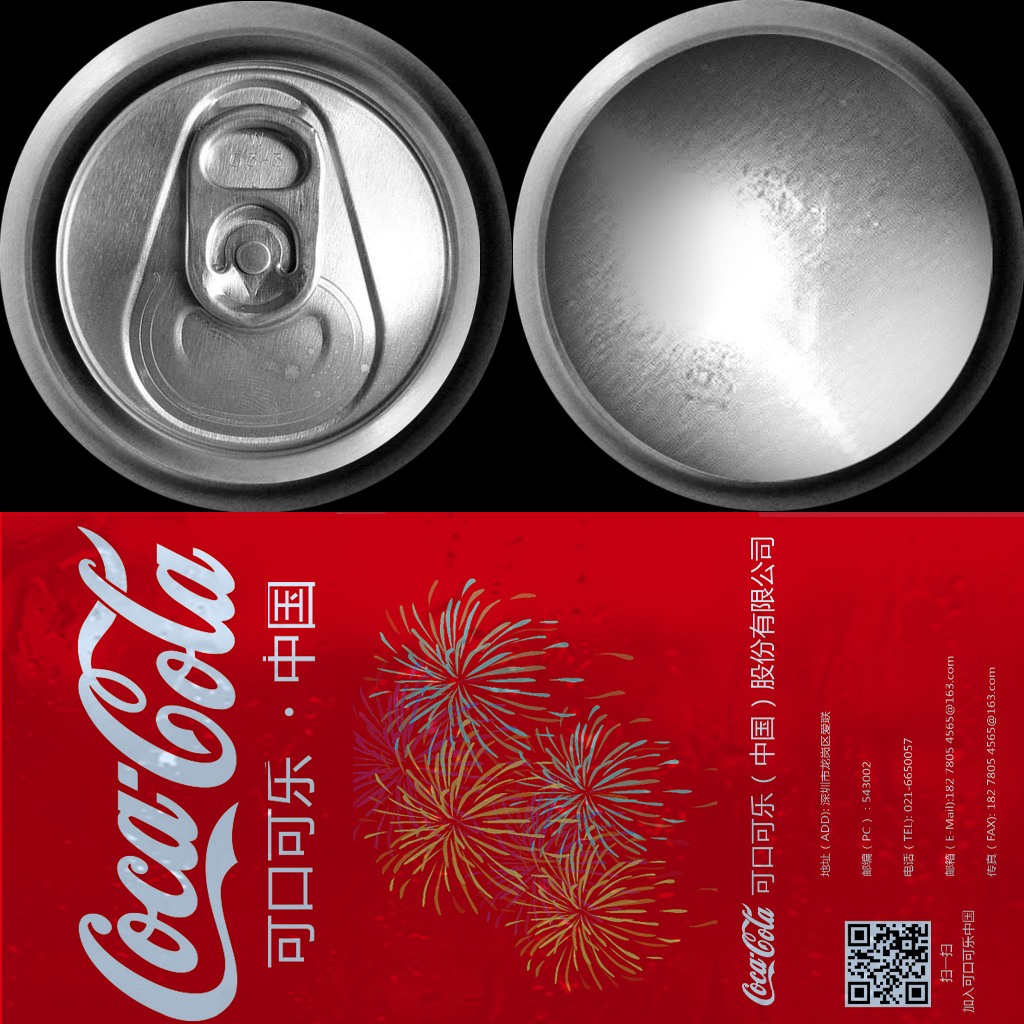 Coca-Cola
可口可乐·中国
Coca-Cola 可口可乐（中国）股份有限公司
地址（ADD): 深圳市龙岗区爱联
邮编（PC）: 543002
电话（TEL): 021-6650057
邮箱（E-Mail):182 7805 4565@163.com
传真（FAX): 182 7805 4565@163.com
扫一扫
加入可口可乐中国